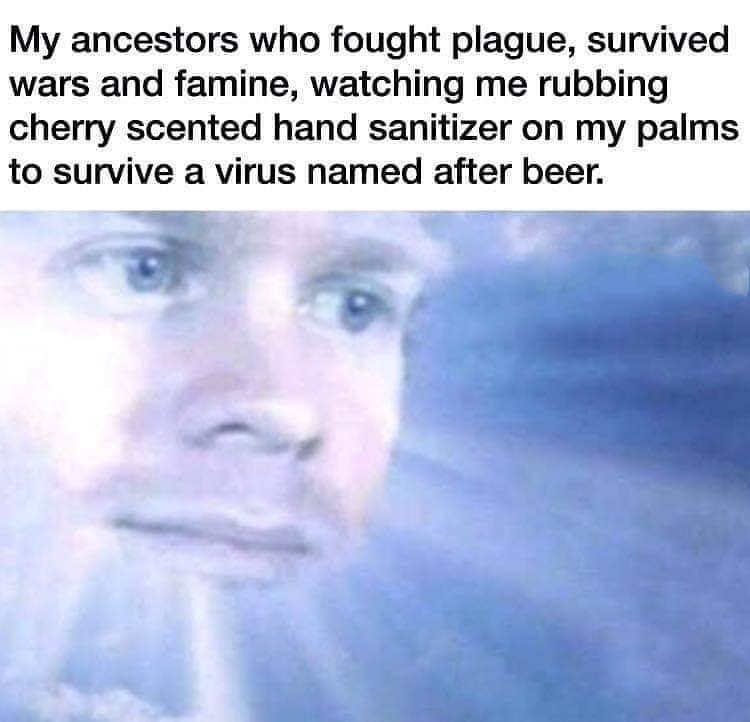 My ancestors who fought plague, survived
wars and famine, watching me rubbing
cherry scented hand sanitizer on my palms
to survive a virus named after beer.